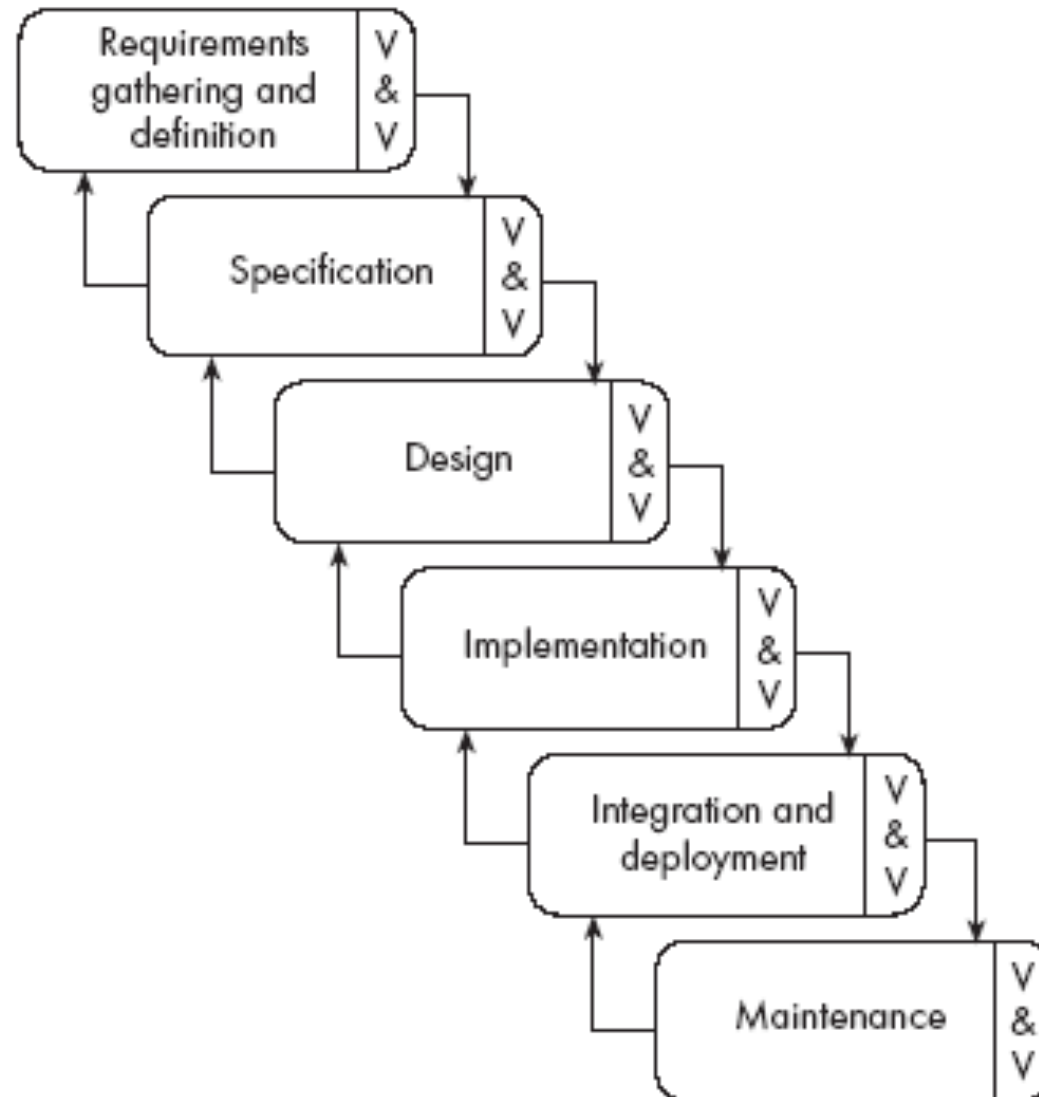 Requirements
gathering and
definition
V
&
V
Specification
V
&
V
Design
V
&
V
Implementation
V
&
V
Integration and
deployment
V
&
V
Maintenance
V
&
V